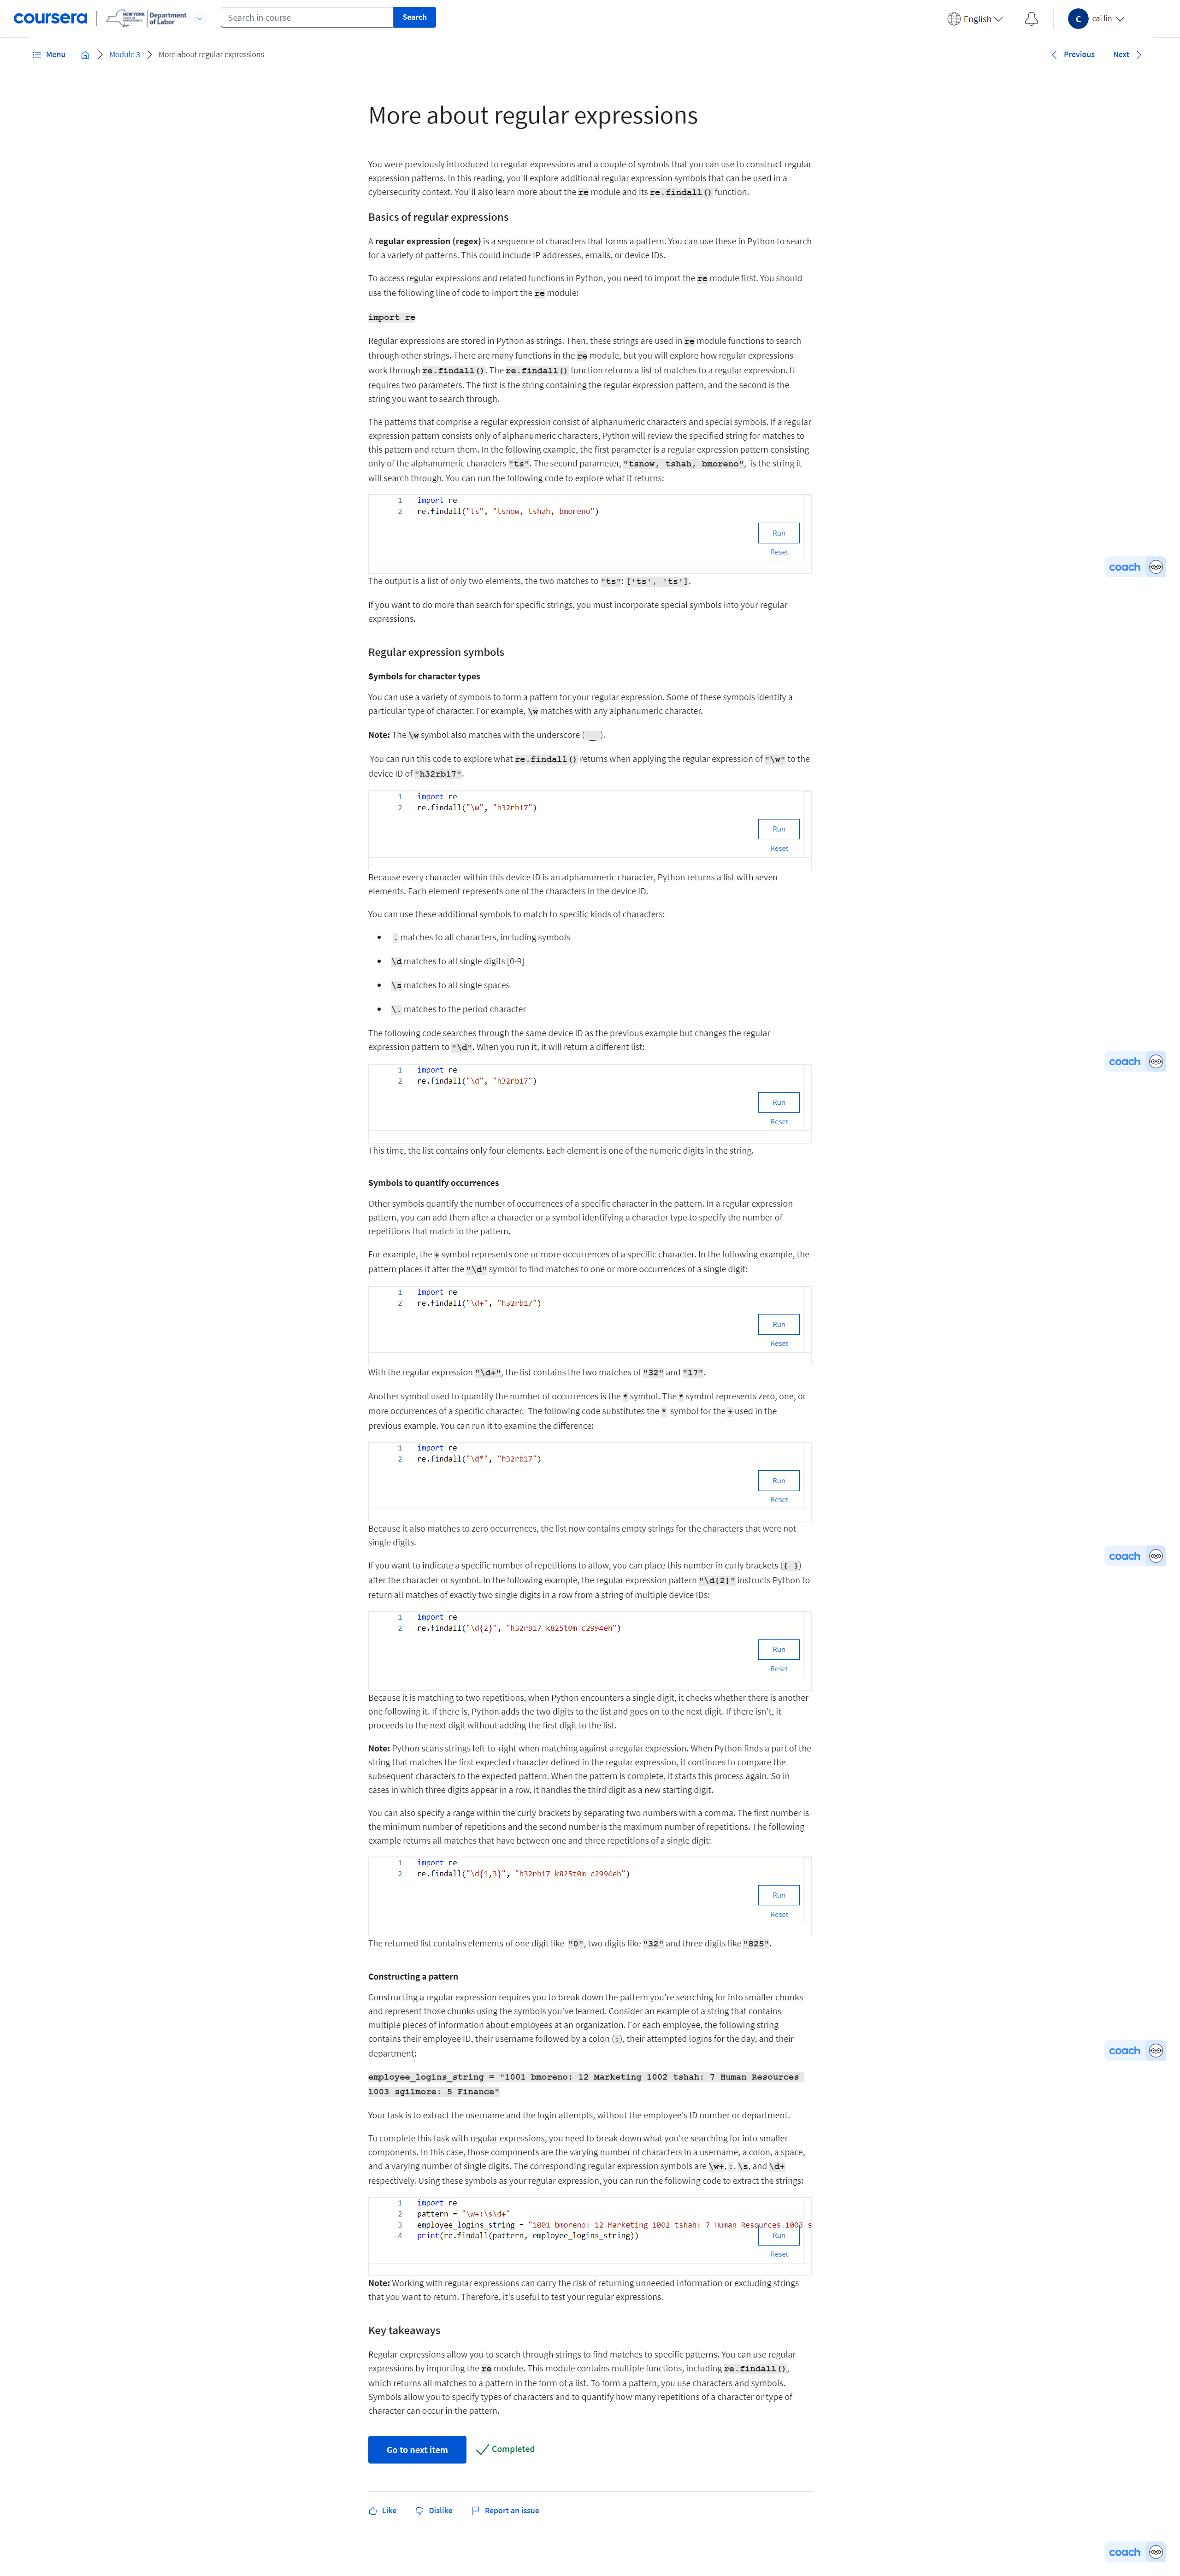 coursera
NEW YORK
Department
of Labor
Search in course
Search
English
C
cai lin
Menu
Module 3
More about regular expressions
Previous
Next
More about regular expressions
You were previously introduced to regular expressions and a couple of symbols that you can use to construct regular
expression patterns. In this reading, you'll explore additional regular expression symbols that can be used in a
cybersecurity context. You'll also learn more about the re module and its re.findall() function.
Basics of regular expressions
A regular expression (regex) is a sequence of characters that forms a pattern. You can use these in Python to search
for a variety of patterns. This could include IP addresses, emails, or device IDs.
To access regular expressions and related functions in Python, you need to import the re module first. You should
use the following line of code to import the re module:
import re
Regular expressions are stored in Python as strings. Then, these strings are used in re module functions to search
through other strings. There are many functions in the re module, but you will explore how regular expressions
work through re.findall(). The re.findall() function returns a list of matches to a regular expression. It
requires two parameters. The first is the string containing the regular expression pattern, and the second is the
string you want to search through.
The patterns that comprise a regular expression consist of alphanumeric characters and special symbols. If a regular
expression pattern consists only of alphanumeric characters, Python will review the specified string for matches to
this pattern and return them. In the following example, the first parameter is a regular expression pattern consisting
only of the alphanumeric characters "ts". The second parameter, "tsnow, tshah, bmoreno", is the string it
will search through. You can run the following code to explore what it returns:
1 import re
2 re.findall("ts", "tsnow, tshah, bmoreno")
Run
Reset
coach
The output is a list of only two elements, the two matches to "ts": ['ts', 'ts'].
If you want to do more than search for specific strings, you must incorporate special symbols into your regular
expressions.
Regular expression symbols
Symbols for character types
You can use a variety of symbols to form a pattern for your regular expression. Some of these symbols identify a
particular type of character. For example, \w matches with any alphanumeric character.
Note: The \w symbol also matches with the underscore ( _ ).
You can run this code to explore what re.findall() returns when applying the regular expression of "\w" to the
device ID of "h32rb17".
1 import re
2 re.findall("\w", "h32rb17")
Run
Reset
Because every character within this device ID is an alphanumeric character, Python returns a list with seven
elements. Each element represents one of the characters in the device ID.
You can use these additional symbols to match to specific kinds of characters:
• . matches to all characters, including symbols
• \d matches to all single digits [0-9]
• \s matches to all single spaces
• \. matches to the period character
The following code searches through the same device ID as the previous example but changes the regular
expression pattern to "\d". When you run it, it will return a different list:
coach
1 import re
2 re.findall("\d", "h32rb17")
Run
Reset
This time, the list contains only four elements. Each element is one of the numeric digits in the string.
Symbols to quantify occurrences
Other symbols quantify the number of occurrences of a specific character in the pattern. In a regular expression
pattern, you can add them after a character or a symbol identifying a character type to specify the number of
repetitions that match to the pattern.
For example, the + symbol represents one or more occurrences of a specific character. In the following example, the
pattern places it after the "\d" symbol to find matches to one or more occurrences of a single digit:
1 import re
2 re.findall("\d+", "h32rb17")
Run
Reset
With the regular expression "\d+", the list contains the two matches of "32" and "17".
Another symbol used to quantify the number of occurrences is the * symbol. The * symbol represents zero, one, or
more occurrences of a specific character. The following code substitutes the * symbol for the + used in the
previous example. You can run it to examine the difference:
1 import re
2 re.findall("\d*", "h32rb17")
Run
Reset
Because it also matches to zero occurrences, the list now contains empty strings for the characters that were not
single digits.
coach
If you want to indicate a specific number of repetitions to allow, you can place this number in curly brackets ({ })
after the character or symbol. In the following example, the regular expression pattern "\d{2}" instructs Python to
return all matches of exactly two single digits in a row from a string of multiple device IDs:
1 import re
2 re.findall("\d{2}", "h32rb17 k825t0m c2994eh")
Run
Reset
Because it is matching to two repetitions, when Python encounters a single digit, it checks whether there is another
one following it. If there is, Python adds the two digits to the list and goes on to the next digit. If there isn't, it
proceeds to the next digit without adding the first digit to the list.
Note: Python scans strings left-to-right when matching against a regular expression. When Python finds a part of the
string that matches the first expected character defined in the regular expression, it continues to compare the
subsequent characters to the expected pattern. When the pattern is complete, it starts this process again. So in
cases in which three digits appear in a row, it handles the third digit as a new starting digit.
You can also specify a range within the curly brackets by separating two numbers with a comma. The first number is
the minimum number of repetitions and the second number is the maximum number of repetitions. The following
example returns all matches that have between one and three repetitions of a single digit:
1 import re
2 re.findall("\d{1,3}", "h32rb17 k825t0m c2994eh")
Run
Reset
The returned list contains elements of one digit like "0", two digits like "32" and three digits like "825".
Constructing a pattern
Constructing a regular expression requires you to break down the pattern you're searching for into smaller chunks
and represent those chunks using the symbols you've learned. Consider an example of a string that contains
multiple pieces of information about employees at an organization. For each employee, the following string
contains their employee ID, their username followed by a colon (:), their attempted logins for the day, and their
department:
coach
employee_logins_string = "1001 bmoreno: 12 Marketing 1002 tshah: 7 Human Resources
1003 sgilmore: 5 Finance"
Your task is to extract the username and the login attempts, without the employee's ID number or department.
To complete this task with regular expressions, you need to break down what you're searching for into smaller
components. In this case, those components are the varying number of characters in a username, a colon, a space,
and a varying number of single digits. The corresponding regular expression symbols are \w+, :, \s, and \d+
respectively. Using these symbols as your regular expression, you can run the following code to extract the strings:
1 import re
2 pattern = "\w+:\s\d+"
3 employee_logins_string = "1001 bmoreno: 12 Marketing 1002 tshah: 7 Human Resources 1003 s
4 print(re.findall(pattern, employee_logins_string))
Run
Reset
Note: Working with regular expressions can carry the risk of returning unneeded information or excluding strings
that you want to return. Therefore, it's useful to test your regular expressions.
Key takeaways
Regular expressions allow you to search through strings to find matches to specific patterns. You can use regular
expressions by importing the re module. This module contains multiple functions, including re.findall(),
which returns all matches to a pattern in the form of a list. To form a pattern, you use characters and symbols.
Symbols allow you to specify types of characters and to quantify how many repetitions of a character or type of
character can occur in the pattern.
Go to next item
Completed
Like
Dislike
Report an issue
coach